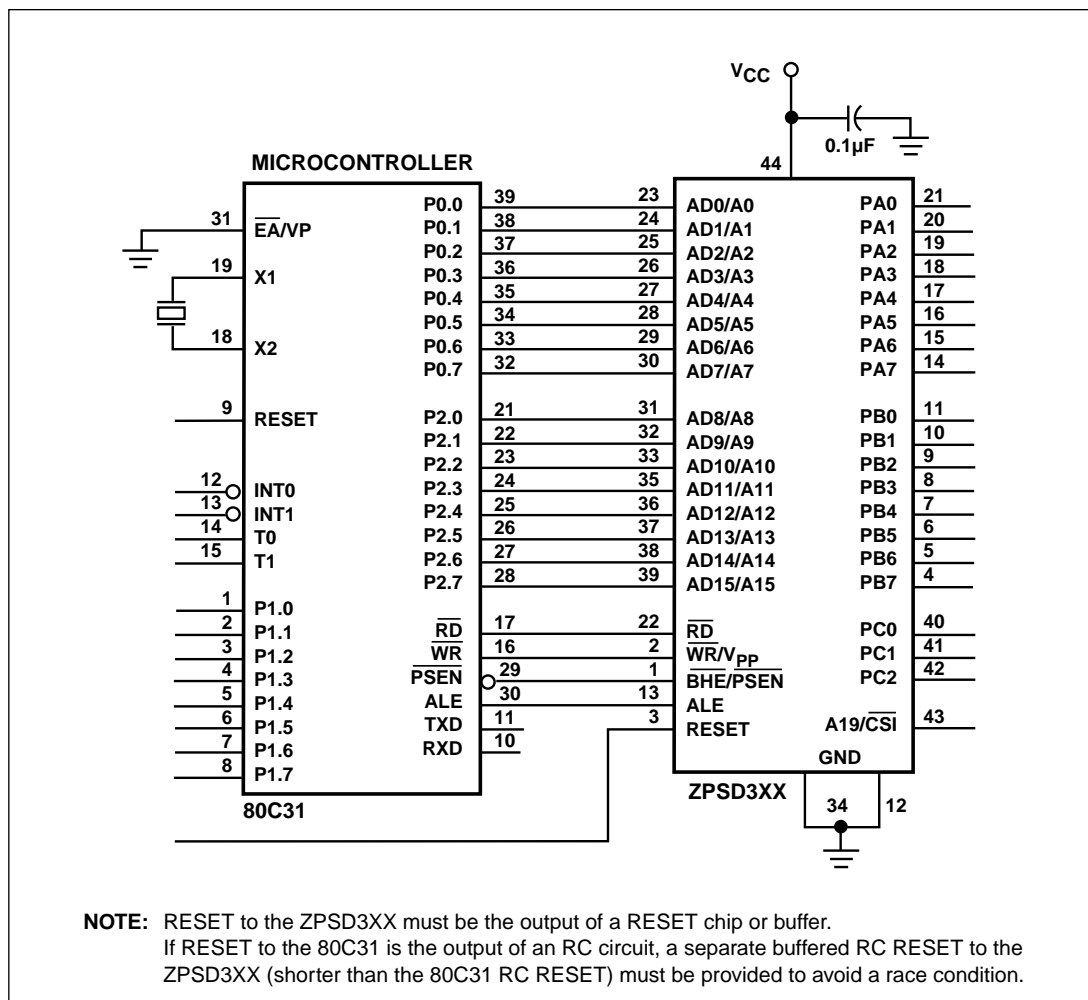 VCC
0.1µF
44
MICROCONTROLLER
31
EA/VP
19
X1
18
X2
9
RESET
12
INT0
13
INT1
14
T0
15
T1
1
P1.0
2
P1.1
3
P1.2
4
P1.3
5
P1.4
6
P1.5
7
P1.6
8
P1.7
P0.0 39 23 AD0/A0
P0.1 38 24 AD1/A1
P0.2 37 25 AD2/A2
P0.3 36 26 AD3/A3
P0.4 35 27 AD4/A4
P0.5 34 28 AD5/A5
P0.6 33 29 AD6/A6
P0.7 32 30 AD7/A7
P2.0 21 31 AD8/A8
P2.1 22 32 AD9/A9
P2.2 23 33 AD10/A10
P2.3 24 35 AD11/A11
P2.4 25 36 AD12/A12
P2.5 26 37 AD13/A13
P2.6 27 38 AD14/A14
P2.7 28 39 AD15/A15
RD 17 22 RD
WR 16 2 WR/VPP
PSEN 29 1 BHE/PSEN
ALE 30 13 ALE
TXD 11 3 RESET
RXD 10
PA0 21
PA1 20
PA2 19
PA3 18
PA4 17
PA5 16
PA6 15
PA7 14
PB0 11
PB1 10
PB2 9
PB3 8
PB4 7
PB5 6
PB6 5
PB7 4
PC0 40
PC1 41
PC2 42
A19/CSI 43
GND
80C31
ZPSD3XX
34 12
NOTE: RESET to the ZPSD3XX must be the output of a RESET chip or buffer.
If RESET to the 80C31 is the output of an RC circuit, a separate buffered RC RESET to the
ZPSD3XX (shorter than the 80C31 RC RESET) must be provided to avoid a race condition.